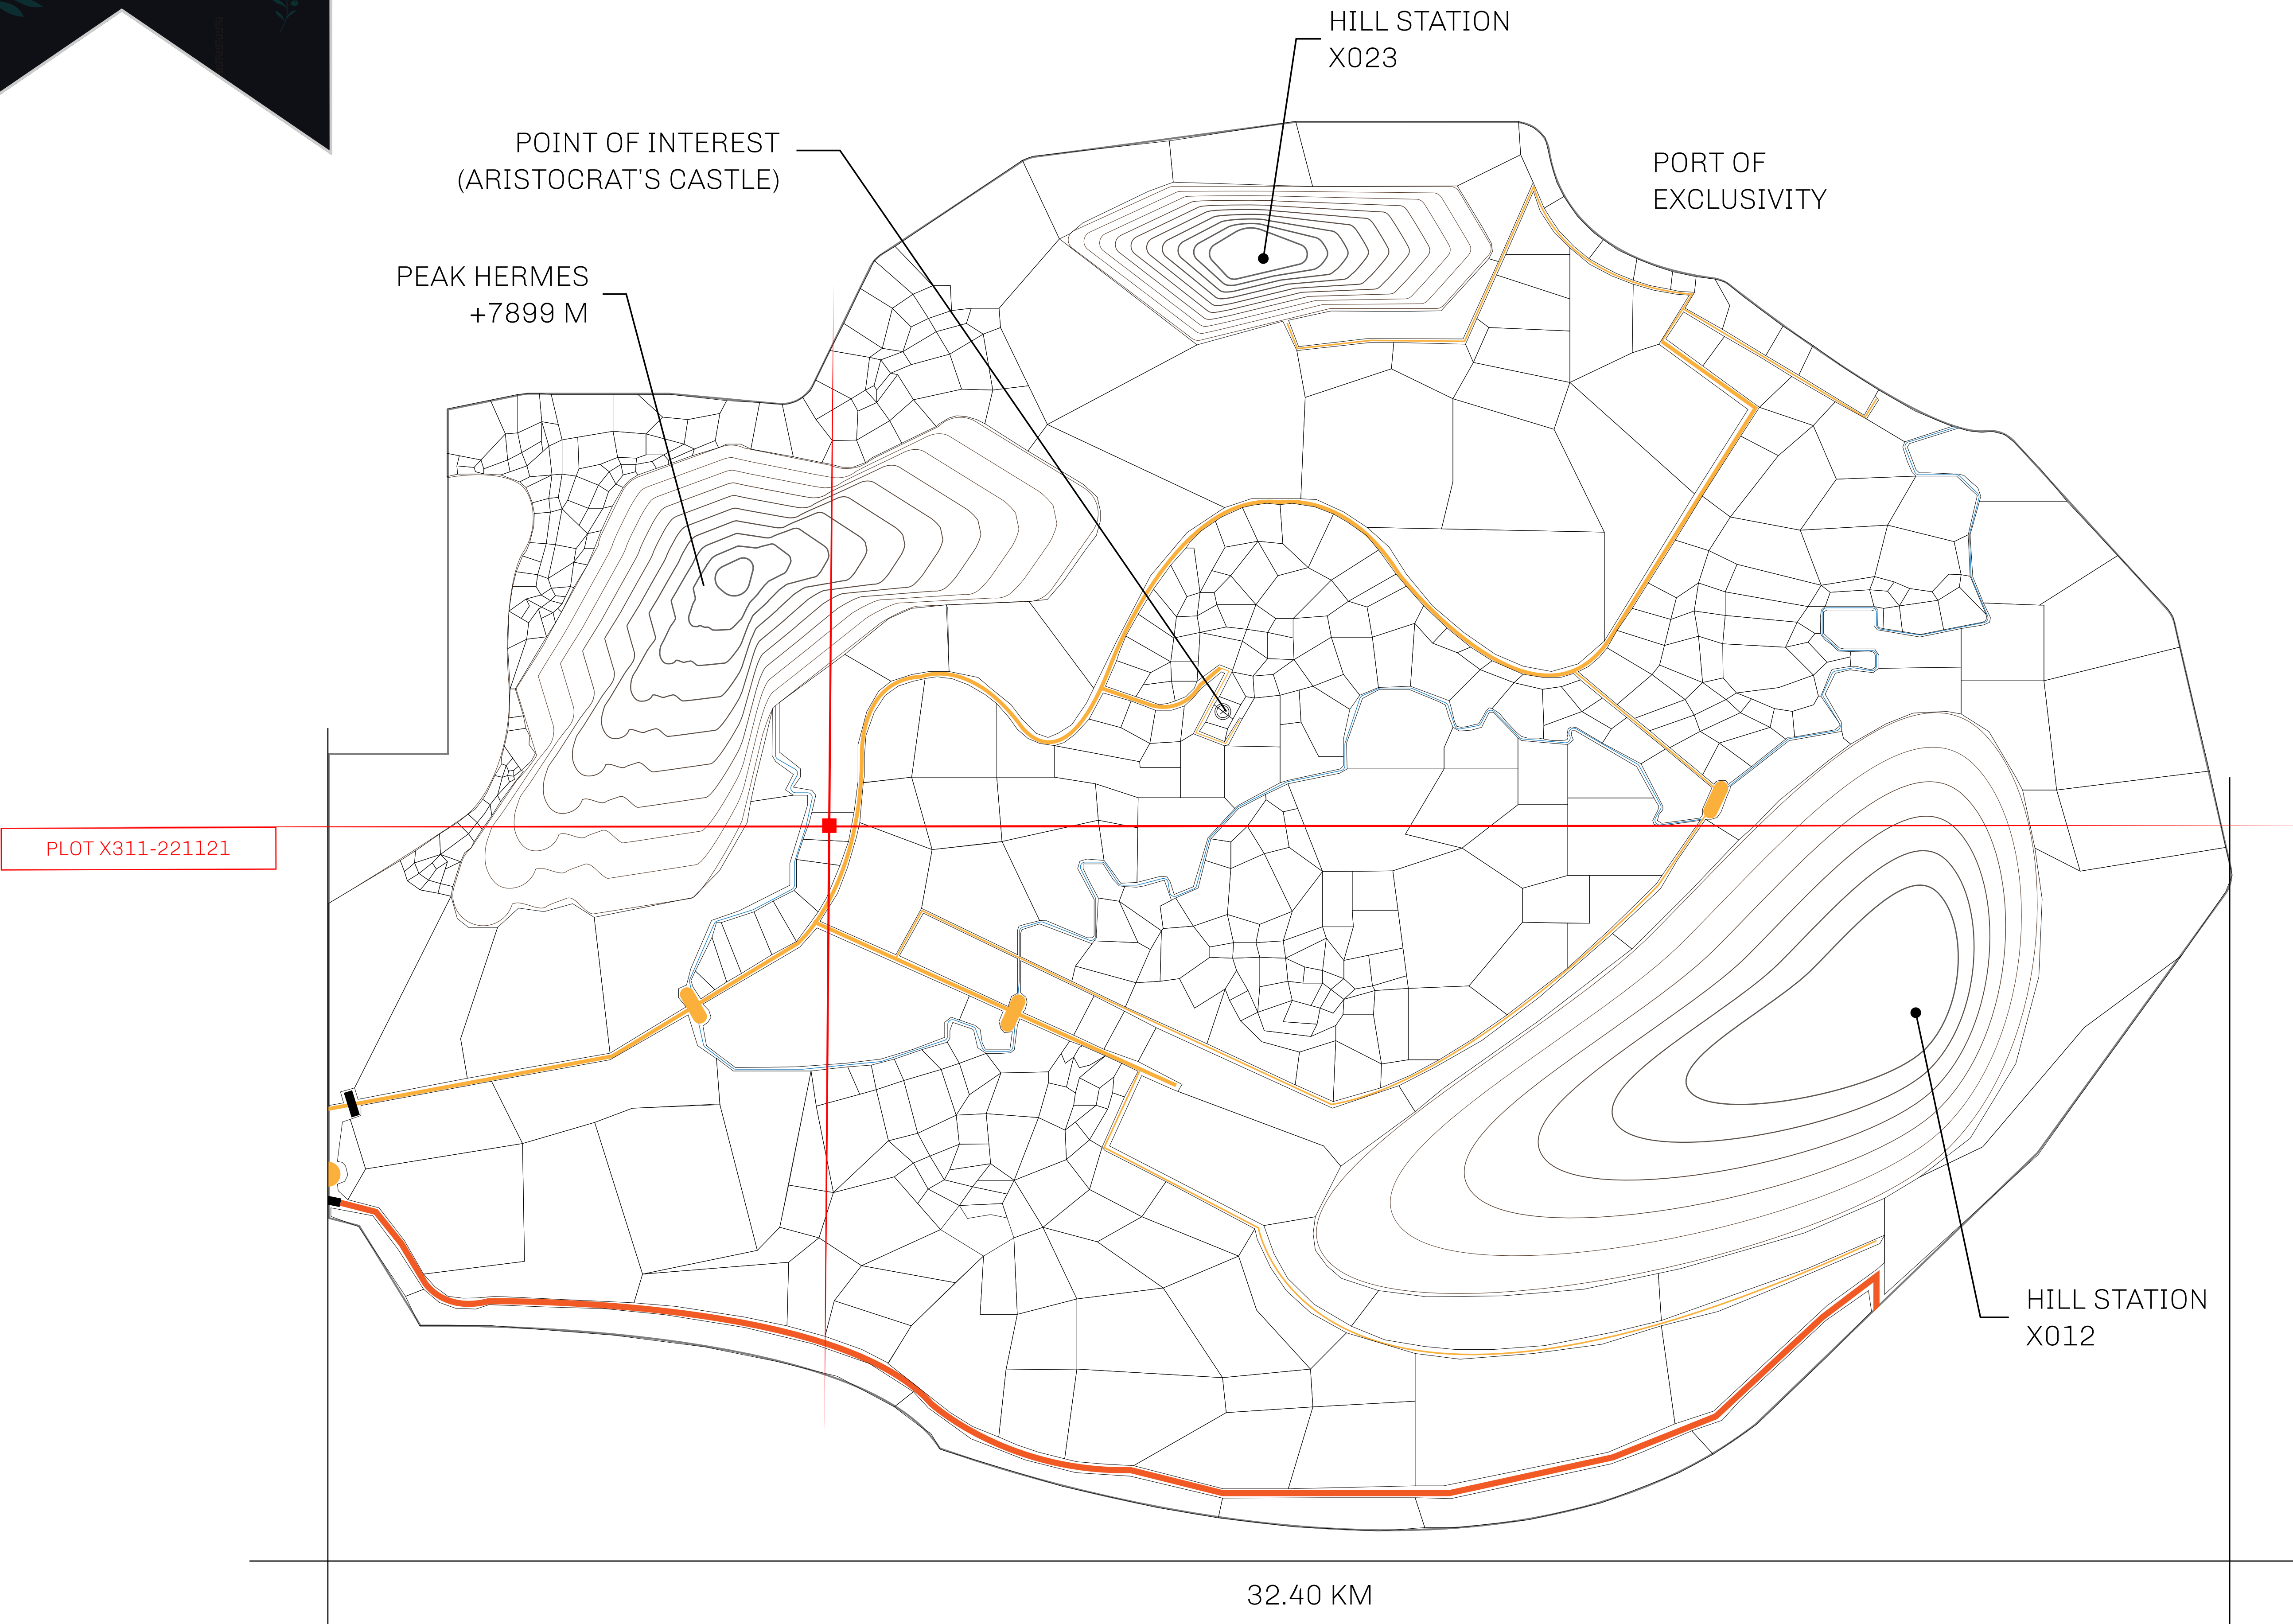 HILL STATION
X023
POINT OF INTEREST
(ARISTOCRAT'S CASTLE)
PORT OF
EXCLUSIVITY
PEAK HERMES
+7899 M
PLOT X311-221121
HILL STATION
X012
32.40 KM